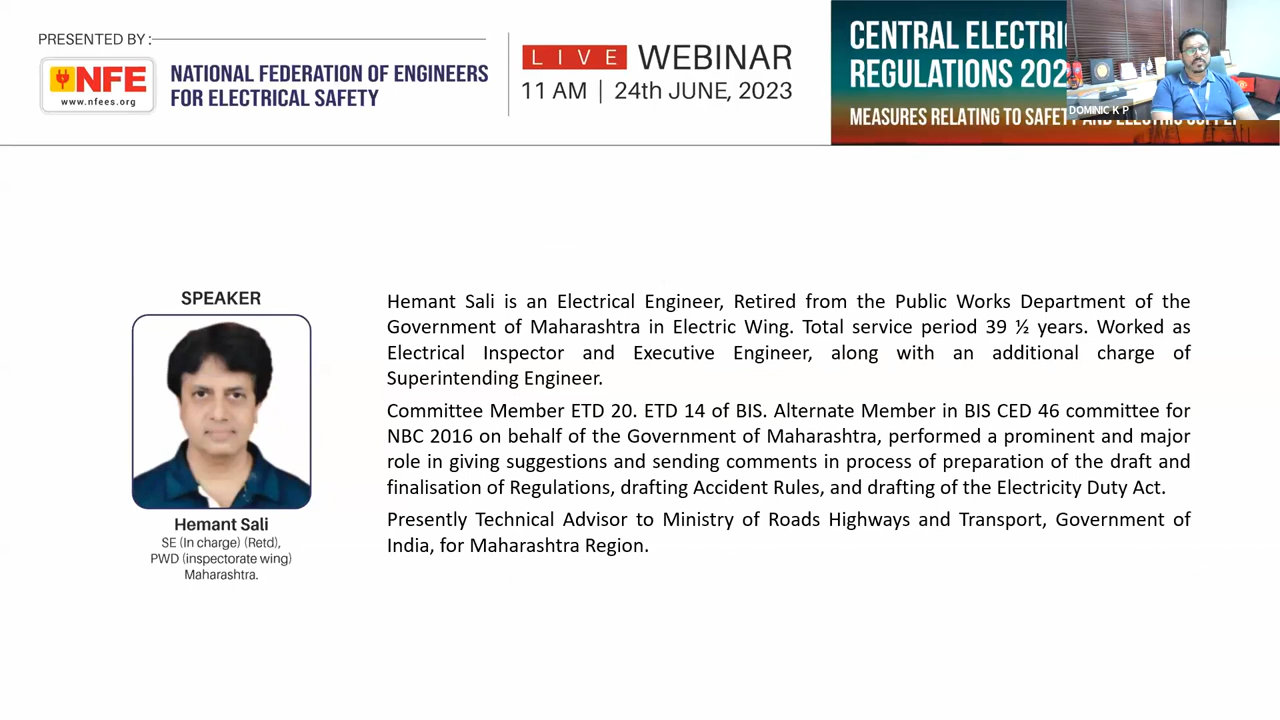 PRESENTED BY :
NFE
www.nfees.org
NATIONAL FEDERATION OF ENGINEERS
FOR ELECTRICAL SAFETY
LIVE WEBINAR
11 AM | 24th JUNE, 2023
CENTRAL ELECTRI
REGULATIONS 202
MEASURES RELATING TO SAFETY AND ELECTRIC SUPPLY
DOMINIC K P
SPEAKER
Hemant Sali
SE (In charge) (Retd),
PWD (inspectorate wing)
Maharashtra.
Hemant Sali is an Electrical Engineer, Retired from the Public Works Department of the
Government of Maharashtra in Electric Wing. Total service period 39 ½ years. Worked as
Electrical Inspector and Executive Engineer, along with an additional charge of
Superintending Engineer.
Committee Member ETD 20. ETD 14 of BIS. Alternate Member in BIS CED 46 committee for
NBC 2016 on behalf of the Government of Maharashtra, performed a prominent and major
role in giving suggestions and sending comments in process of preparation of the draft and
finalisation of Regulations, drafting Accident Rules, and drafting of the Electricity Duty Act.
Presently Technical Advisor to Ministry of Roads Highways and Transport, Government of
India, for Maharashtra Region.